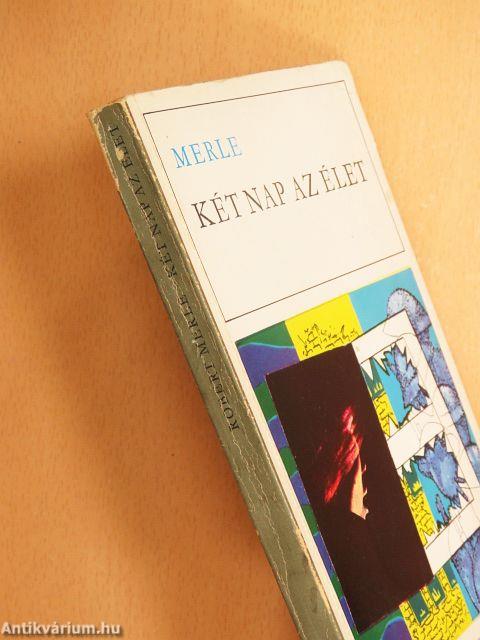 MERLE
KÉT NAP AZ ÉLET
ROBERT MERLE KÉT NAP AZ ÉLET
Antikvárium.hu